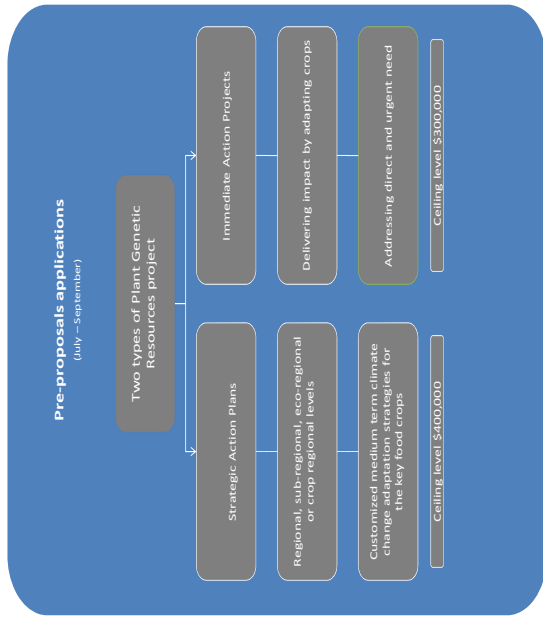 Pre-proposals applications
(July – September)
Two types of Plant Genetic
Resources project
Strategic Action Plans
Regional, sub-regional, eco-regional
or crop regional levels
Customized medium term climate
change adaptation strategies for
the key food crops
Ceiling level $400,000
Immediate Action Projects
Delivering impact by adapting crops
Addressing direct and urgent need
Ceiling level $300,000